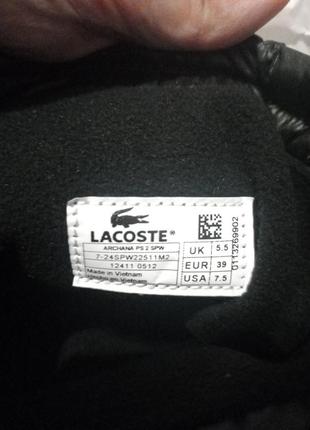 LACOSTE®
ARCHANA PS 2 SPW
7-24SPW22511M2
12411 0512
Made in Vietnam
UK 5.5
EUR 39
USA 7.5
0113269902